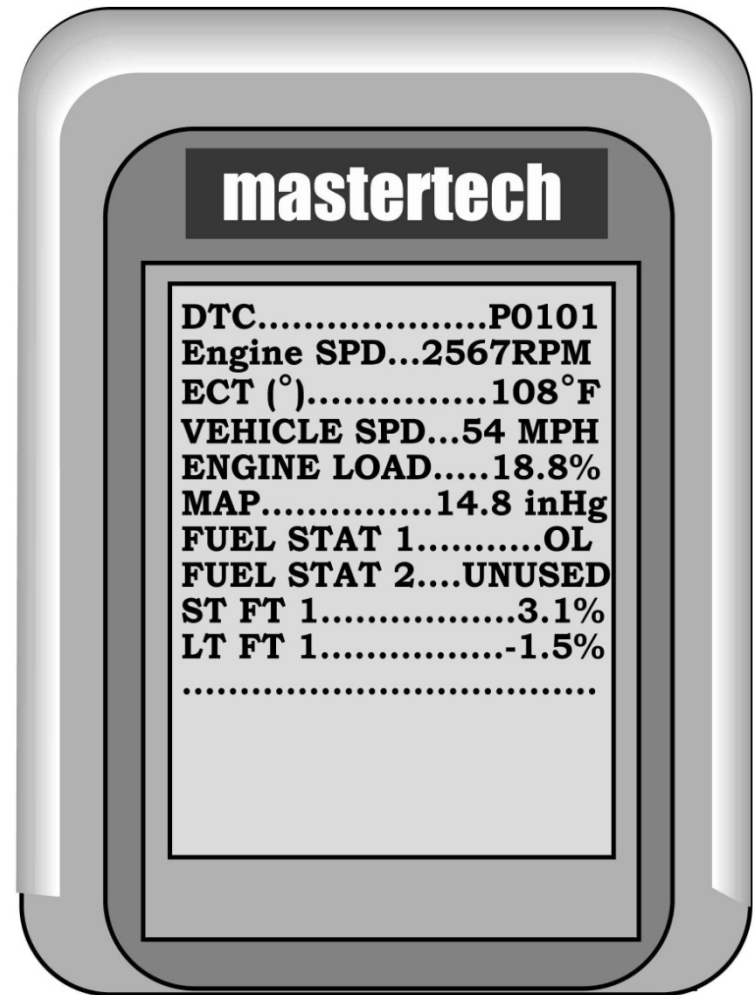 mastertech
DTC....................P0101
Engine SPD...2567RPM
ECT (°)................108°F
VEHICLE SPD...54 MPH
ENGINE LOAD.....18.8%
MAP...............14.8 inHg
FUEL STAT 1...........OL
FUEL STAT 2....UNUSED
ST FT 1.................3.1%
LT FT 1................-1.5%
....................................